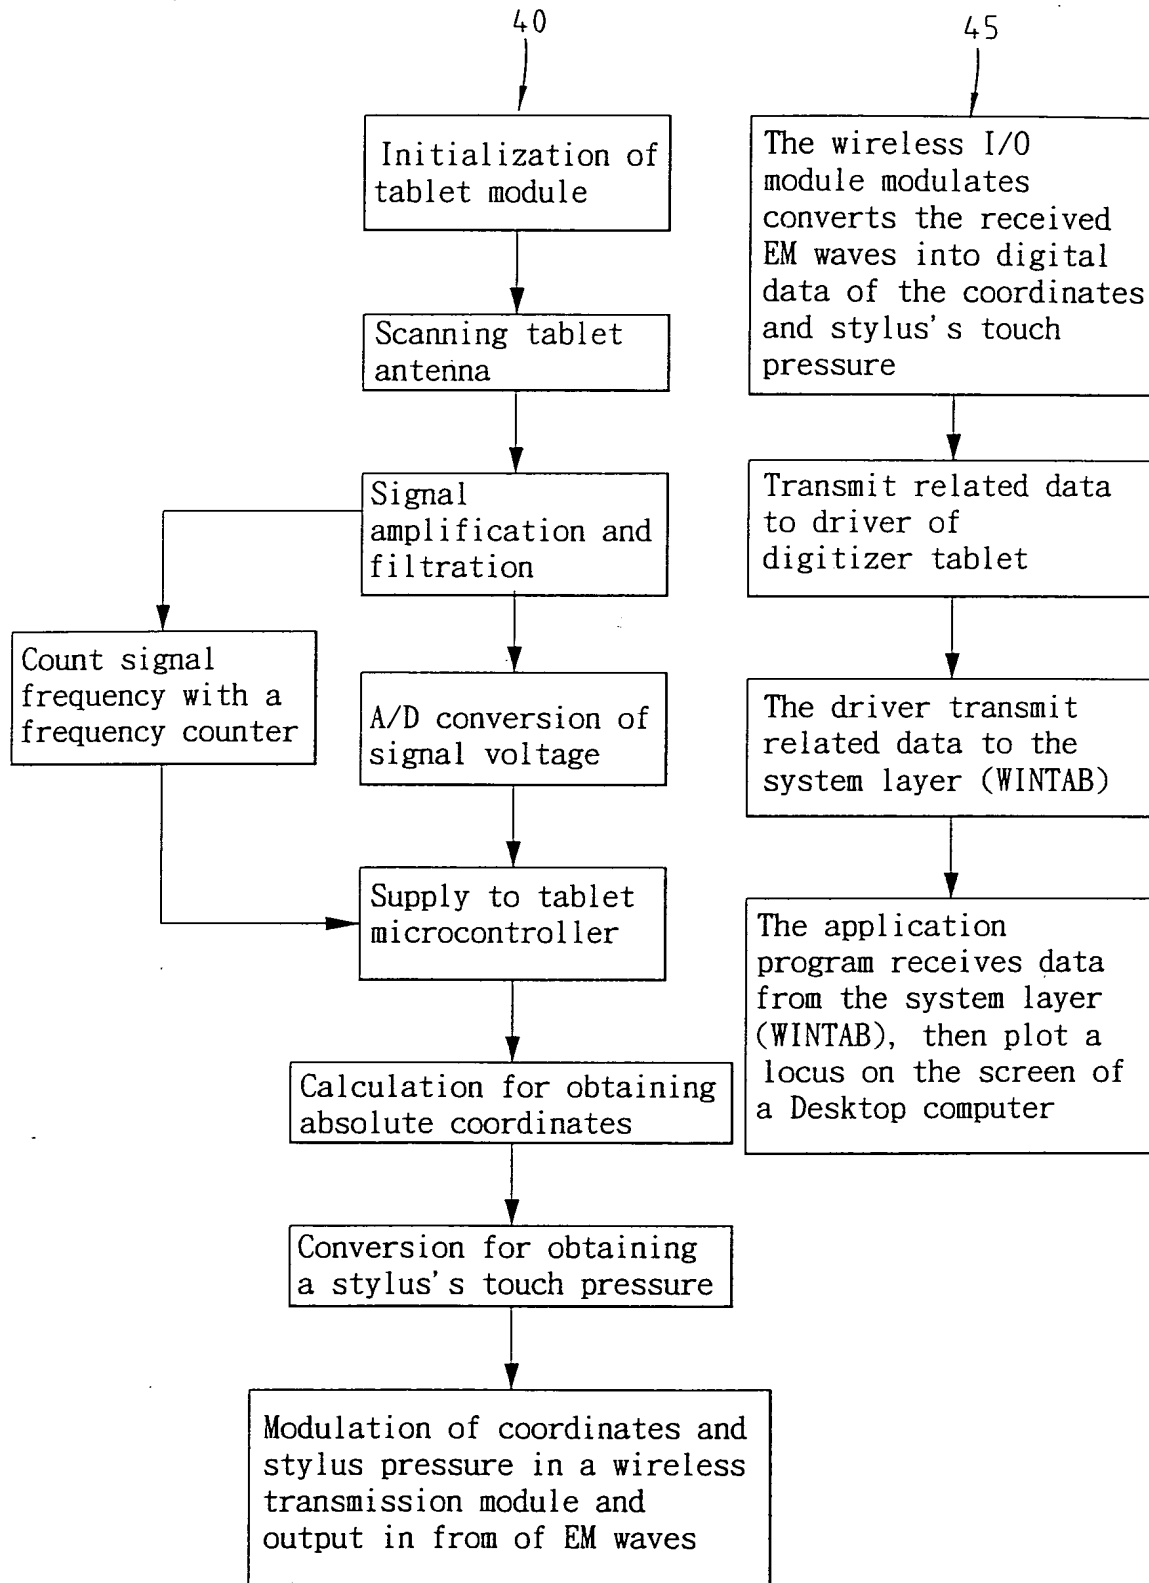 40
Initialization of
tablet module
Scanning tablet
antenna
Signal
amplification and
filtration
Count signal
frequency with a
frequency counter
A/D conversion of
signal voltage
Supply to tablet
microcontroller
Calculation for obtaining
absolute coordinates
Conversion for obtaining
a stylus's touch pressure
Modulation of coordinates and
stylus pressure in a wireless
transmission module and
output in from of EM waves
45
The wireless I/O
module modulates
converts the received
EM waves into digital
data of the coordinates
and stylus's touch
pressure
Transmit related data
to driver of
digitizer tablet
The driver transmit
related data to the
system layer (WINTAB)
The application
program receives data
from the system layer
(WINTAB), then plot a
locus on the screen of
a Desktop computer